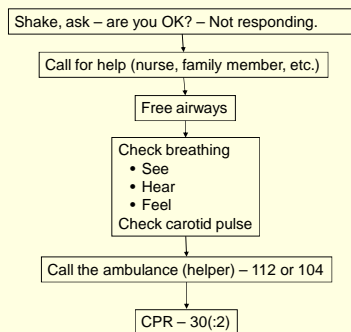 Shake, ask – are you OK? – Not responding.
Call for help (nurse, family member, etc.)
Free airways
Check breathing
• See
• Hear
• Feel
Check carotid pulse
Call the ambulance (helper) – 112 or 104
CPR – 30(:2)